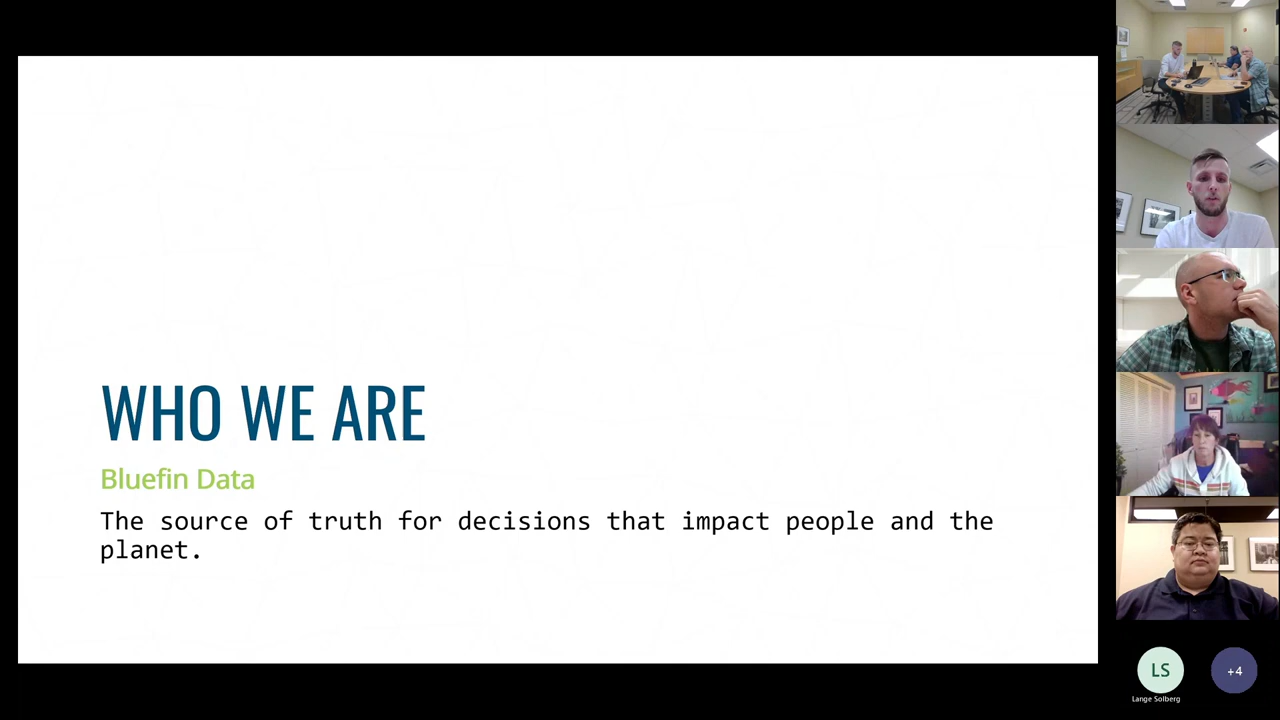 WHO WE ARE
Bluefin Data
The source of truth for decisions that impact people and the
planet.
LS
+4
Lange Solberg